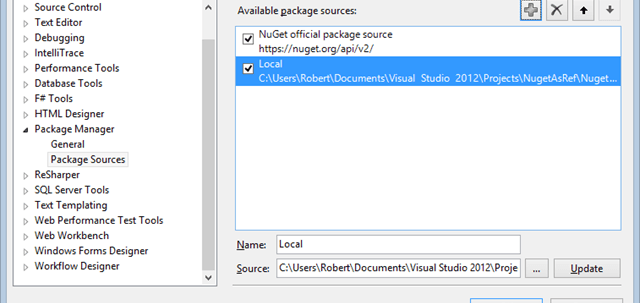 Source Control
Text Editor
Debugging
IntelliTrace
Performance Tools
Database Tools
F# Tools
HTML Designer
Package Manager
General
Package Sources
ReSharper
SQL Server Tools
Text Templating
Web Performance Test Tools
Web Workbench
Windows Forms Designer
Workflow Designer
Available package sources:
NuGet official package source
https://nuget.org/api/v2/
Local
C:\Users\Robert\Documents\Visual Studio 2012\Projects\NugetAsRef\Nuget...
Name:
Local
Source:
C:\Users\Robert\Documents\Visual Studio 2012\Proje
...
Update